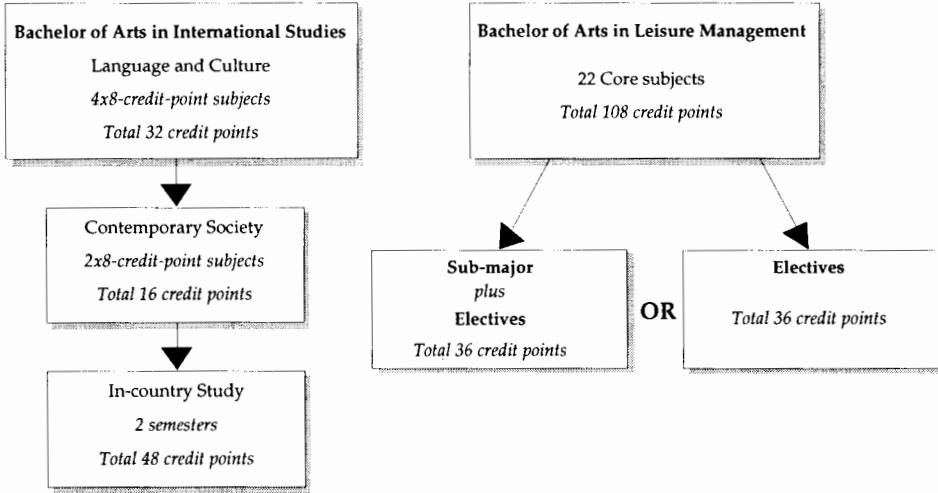 Bachelor of Arts in International Studies
Language and Culture
4x8-credit-point subjects
Total 32 credit points
Contemporary Society
2x8-credit-point subjects
Total 16 credit points
In-country Study
2 semesters
Total 48 credit points
Bachelor of Arts in Leisure Management
22 Core subjects
Total 108 credit points
Sub-major
plus
Electives
Total 36 credit points
OR
Electives
Total 36 credit points